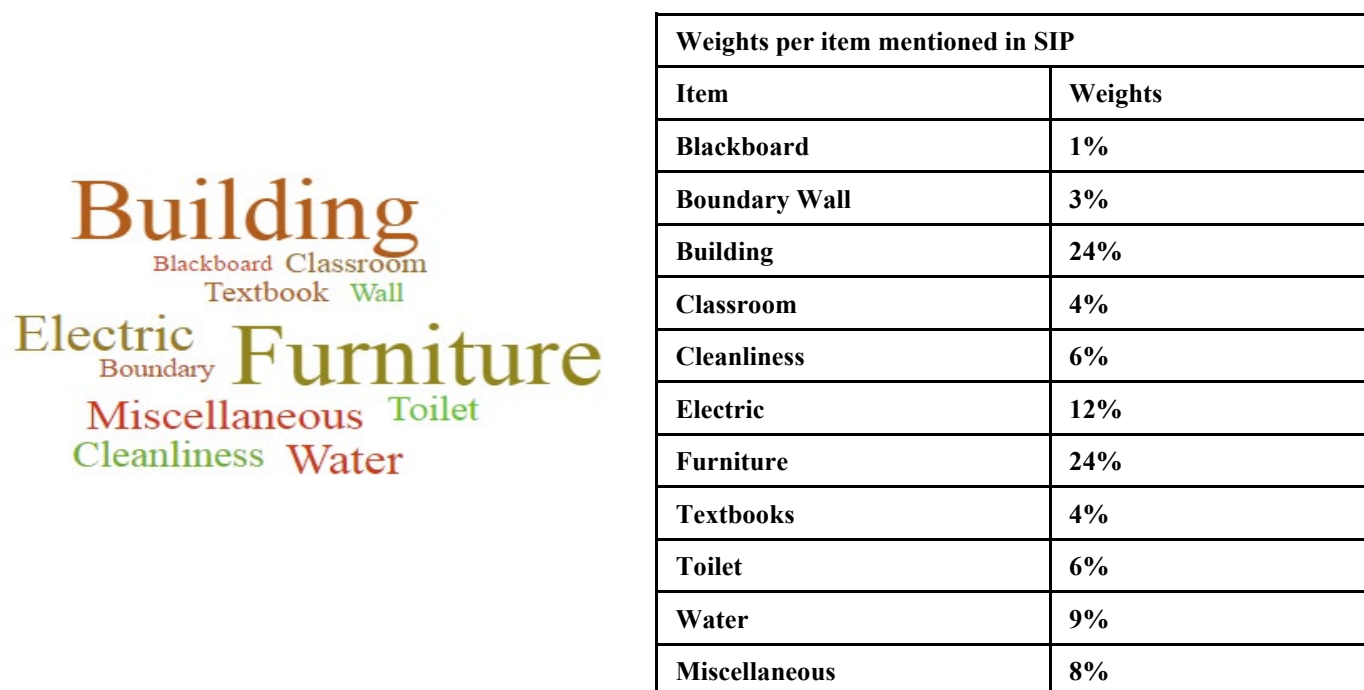 Building
Blackboard Classroom
Textbook Wall
Electric Furniture
Boundary
Miscellaneous Toilet
Cleanliness Water
Weights per item mentioned in SIP
Item Weights
Blackboard 1%
Boundary Wall 3%
Building 24%
Classroom 4%
Cleanliness 6%
Electric 12%
Furniture 24%
Textbooks 4%
Toilet 6%
Water 9%
Miscellaneous 8%